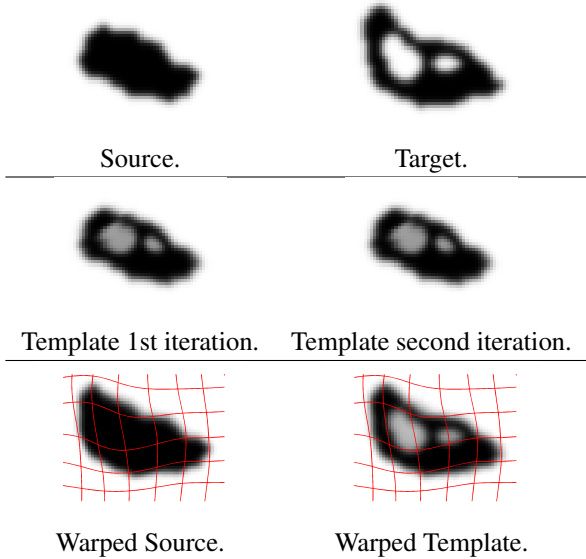 Source. Target.
Template 1st iteration. Template second iteration.
Warped Source. Warped Template.